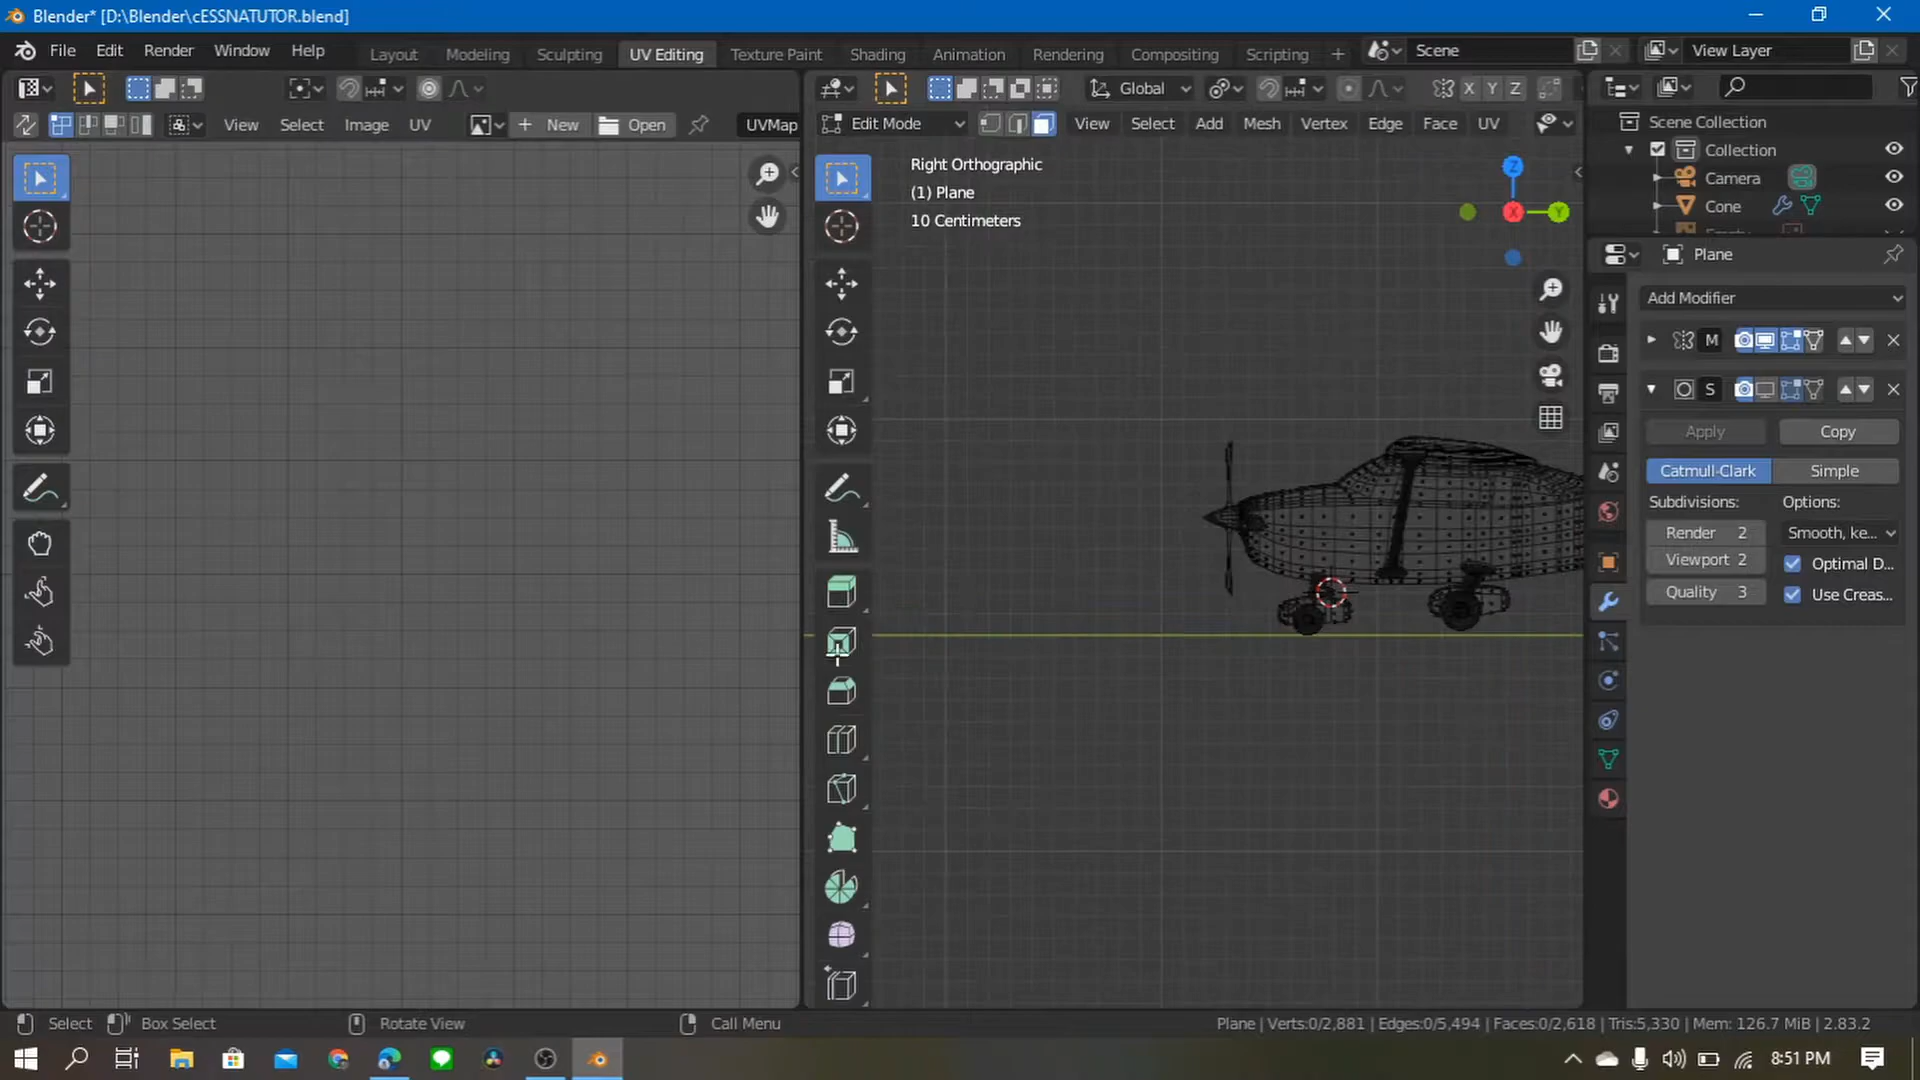 Blender* [D:\Blender\cESSNATUTOR.blend]
File Edit Render Window Help
Layout Modeling Sculpting UV Editing Texture Paint Shading Animation Rendering Compositing Scripting +
Scene
View Layer
Global
X Y Z
View Select Image UV
+ New
Open
UVMap
Edit Mode
View Select Add Mesh Vertex Edge Face UV
Right Orthographic
(1) Plane
10 Centimeters
Z
X
Y
Scene Collection
Collection
Camera
Cone
Plane
Add Modifier
M
S
Apply
Copy
Catmull-Clark
Simple
Subdivisions:
Options:
Render 2
Smooth, ke...
Viewport 2
Optimal D...
Quality 3
Use Creas...
Select
Box Select
Rotate View
Call Menu
Plane | Verts:0/2,881 | Edges:0/5,494 | Faces:0/2,618 | Tris:5,330 | Mem: 126.7 MiB | 2.83.2
8:51 PM